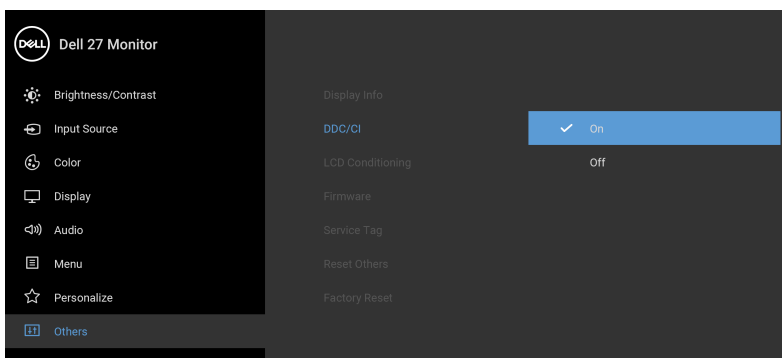 DELL
Dell 27 Monitor
Brightness/Contrast
Input Source
Color
Display
Audio
Menu
Personalize
Others
Display Info
DDC/CI
LCD Conditioning
Firmware
Service Tag
Reset Others
Factory Reset
On
Off